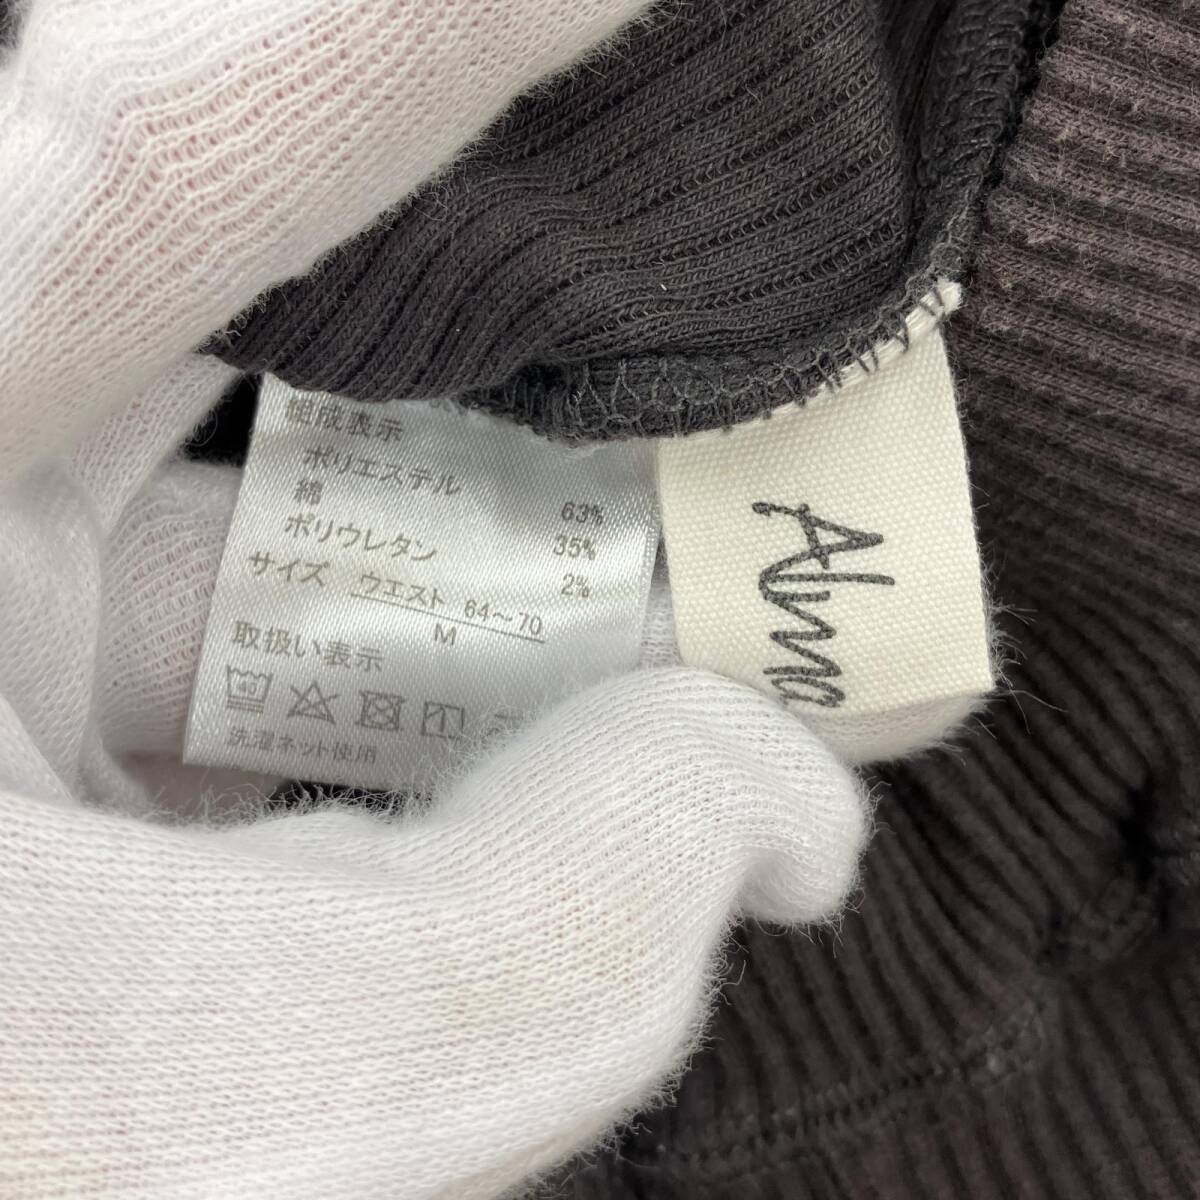 組成表示
ポリエステル 63%
綿 35%
ポリウレタン 2%
サイズ ウエスト 64～70
M
取扱い表示
40
洗濯ネット使用
Alma